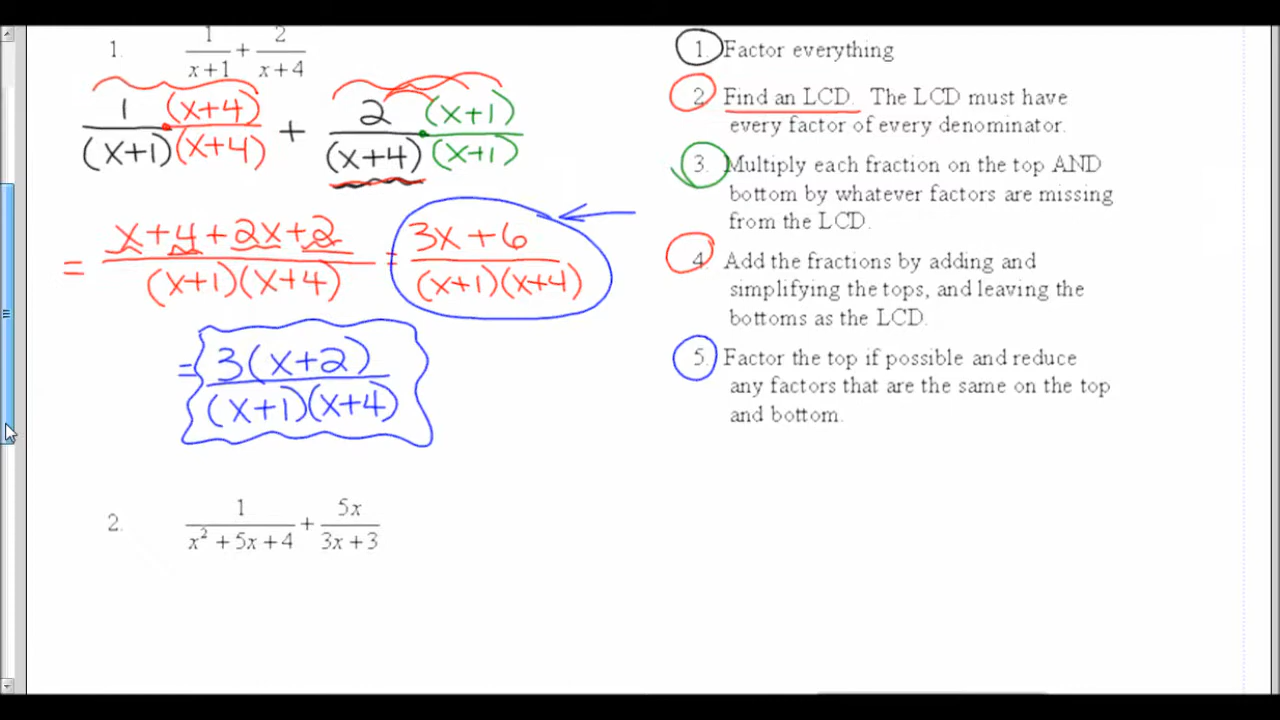 1. 1/(x+1) + 2/(x+4)
1/(x+1) · (x+4)/(x+4) + 2/(x+4) · (x+1)/(x+1)
= (x+4+2x+2)/((x+1)(x+4)) = (3x+6)/((x+1)(x+4))
= 3(x+2)/((x+1)(x+4))
2. 1/(x²+5x+4) + 5x/(3x+3)
1. Factor everything
2. Find an LCD. The LCD must have
every factor of every denominator.
3. Multiply each fraction on the top AND
bottom by whatever factors are missing
from the LCD.
4. Add the fractions by adding and
simplifying the tops, and leaving the
bottoms as the LCD.
5. Factor the top if possible and reduce
any factors that are the same on the top
and bottom.